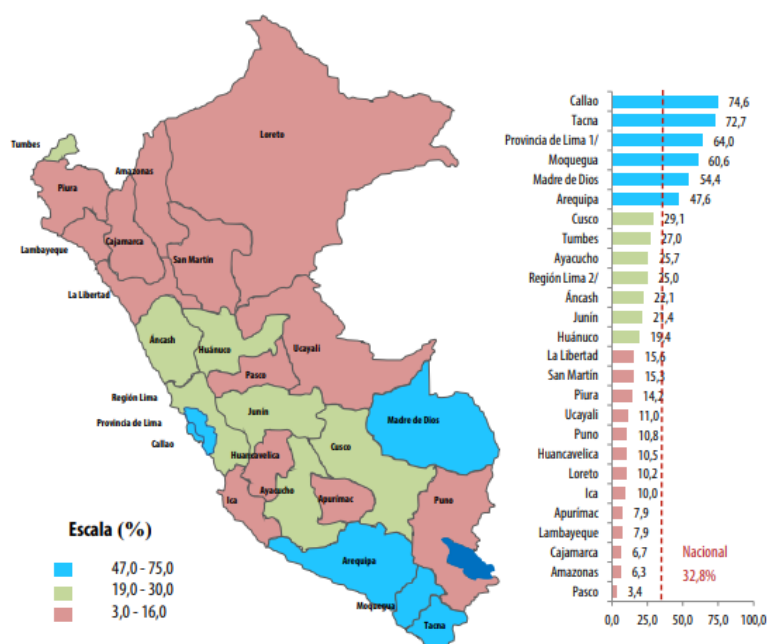 Loreto
Tumbes
Amazonas
Piura
Cajamarca
San Martín
Lambayeque
La Libertad
Áncash
Huánuco
Ucayali
Pasco
Región Lima
Junín
Provincia de Lima
Madre de Dios
Callao
Cusco
Huancavelica
Ica
Ayacucho
Apurímac
Puno
Arequipa
Moquegua
Tacna
Escala (%)
47,0 - 75,0
19,0 - 30,0
3,0 - 16,0
Callao 74,6
Tacna 72,7
Provincia de Lima 1/ 64,0
Moquegua 60,6
Madre de Dios 54,4
Arequipa 47,6
Cusco 29,1
Tumbes 27,0
Ayacucho 25,7
Región Lima 2/ 25,0
Áncash 22,1
Junín 21,4
Huánuco 19,4
La Libertad 15,6
San Martín 15,3
Piura 14,2
Ucayali 11,0
Puno 10,8
Huancavelica 10,5
Loreto 10,2
Ica 10,0
Apurímac 7,9
Lambayeque 7,9
Cajamarca 6,7
Amazonas 6,3
Pasco 3,4
Nacional
32,8%
0,0 25,0 50,0 75,0 100,0